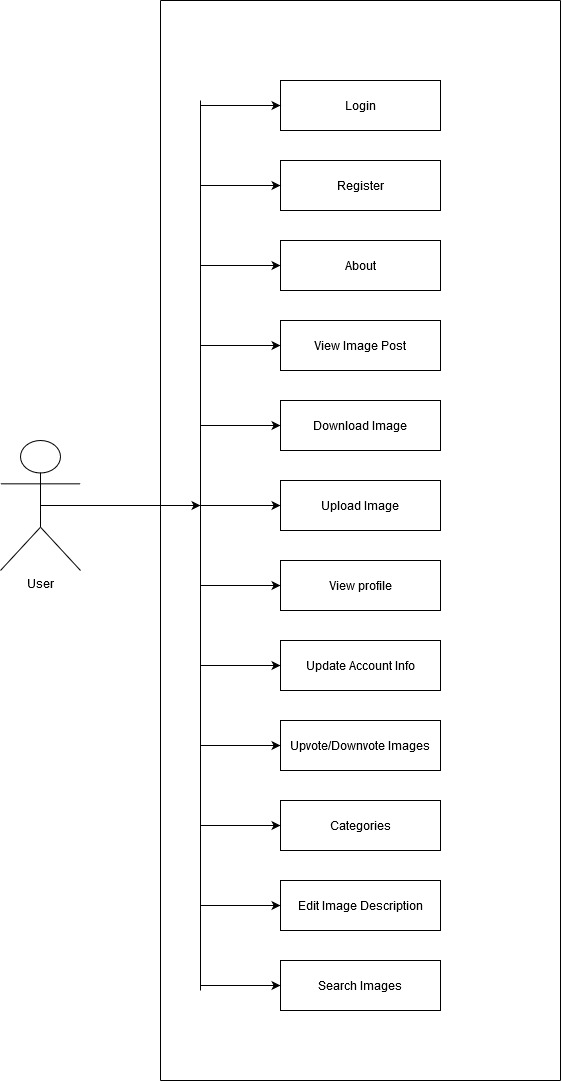 Login
Register
About
View Image Post
Download Image
Upload Image
User
View profile
Update Account Info
Upvote/Downvote Images
Categories
Edit Image Description
Search Images